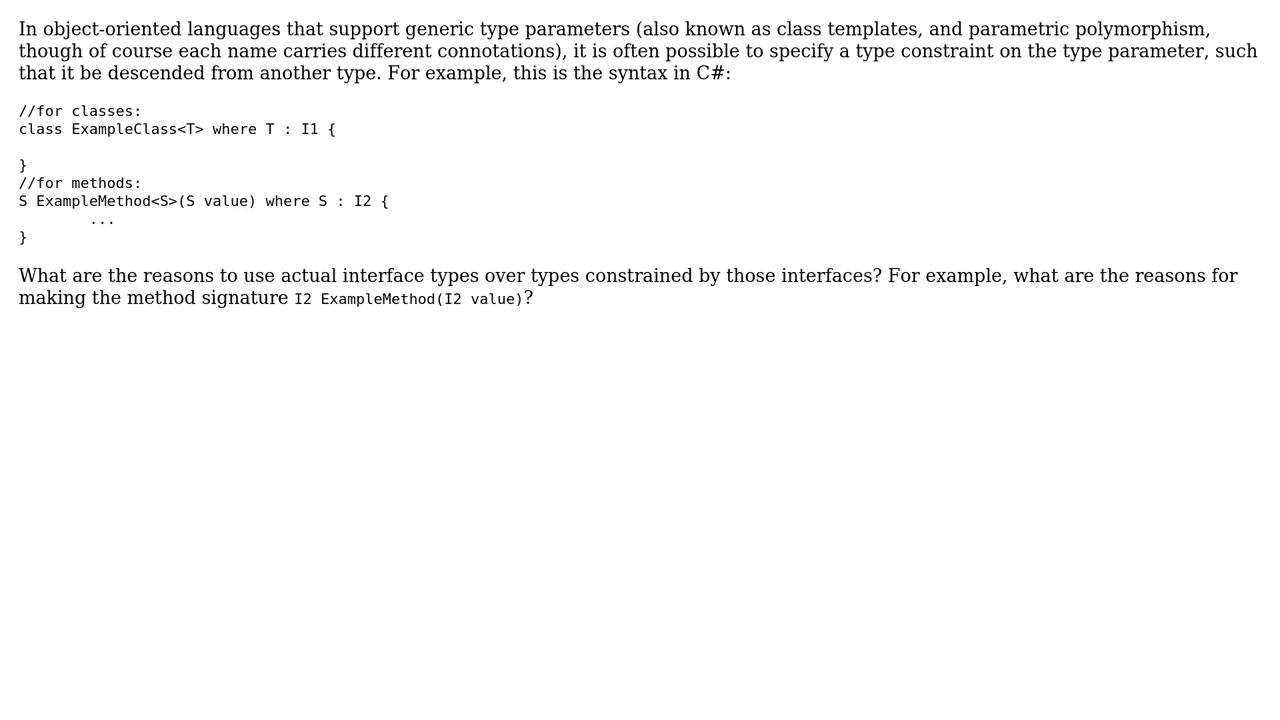 In object-oriented languages that support generic type parameters (also known as class templates, and parametric polymorphism,
though of course each name carries different connotations), it is often possible to specify a type constraint on the type parameter, such
that it be descended from another type. For example, this is the syntax in C#:
//for classes:
class ExampleClass<T> where T : I1 {
}
//for methods:
S ExampleMethod<S>(S value) where S : I2 {
...
}
What are the reasons to use actual interface types over types constrained by those interfaces? For example, what are the reasons for
making the method signature I2 ExampleMethod(I2 value)?